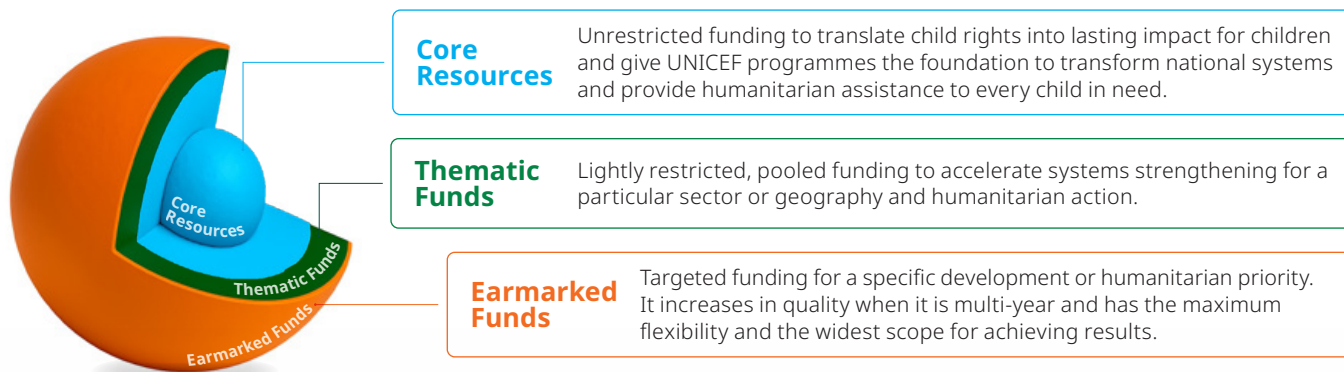 Core
Resources
Unrestricted funding to translate child rights into lasting impact for children
and give UNICEF programmes the foundation to transform national systems
and provide humanitarian assistance to every child in need.
Thematic
Funds
Lightly restricted, pooled funding to accelerate systems strengthening for a
particular sector or geography and humanitarian action.
Earmarked
Funds
Targeted funding for a specific development or humanitarian priority.
It increases in quality when it is multi-year and has the maximum
flexibility and the widest scope for achieving results.
Core
Resources
Thematic Funds
Earmarked Funds